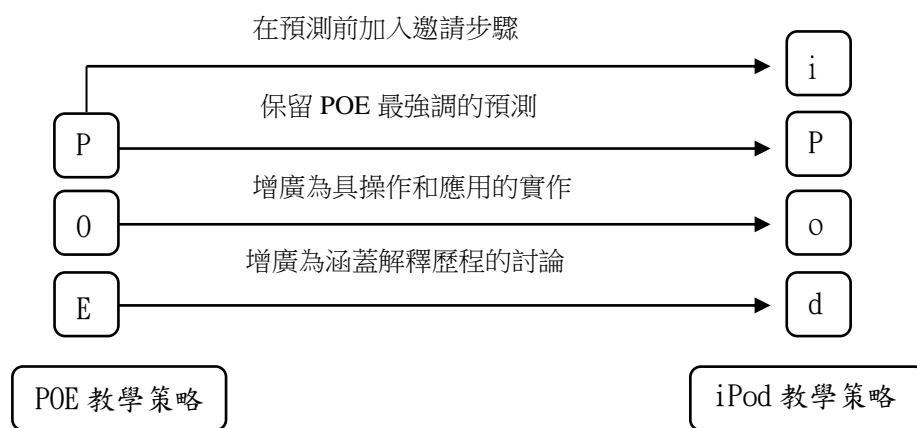 在預測前加入邀請步驟
i
保留 POE 最強調的預測
P
P
增廣為具操作和應用的實作
O
o
增廣為涵蓋解釋歷程的討論
E
d
POE 教學策略
iPod 教學策略